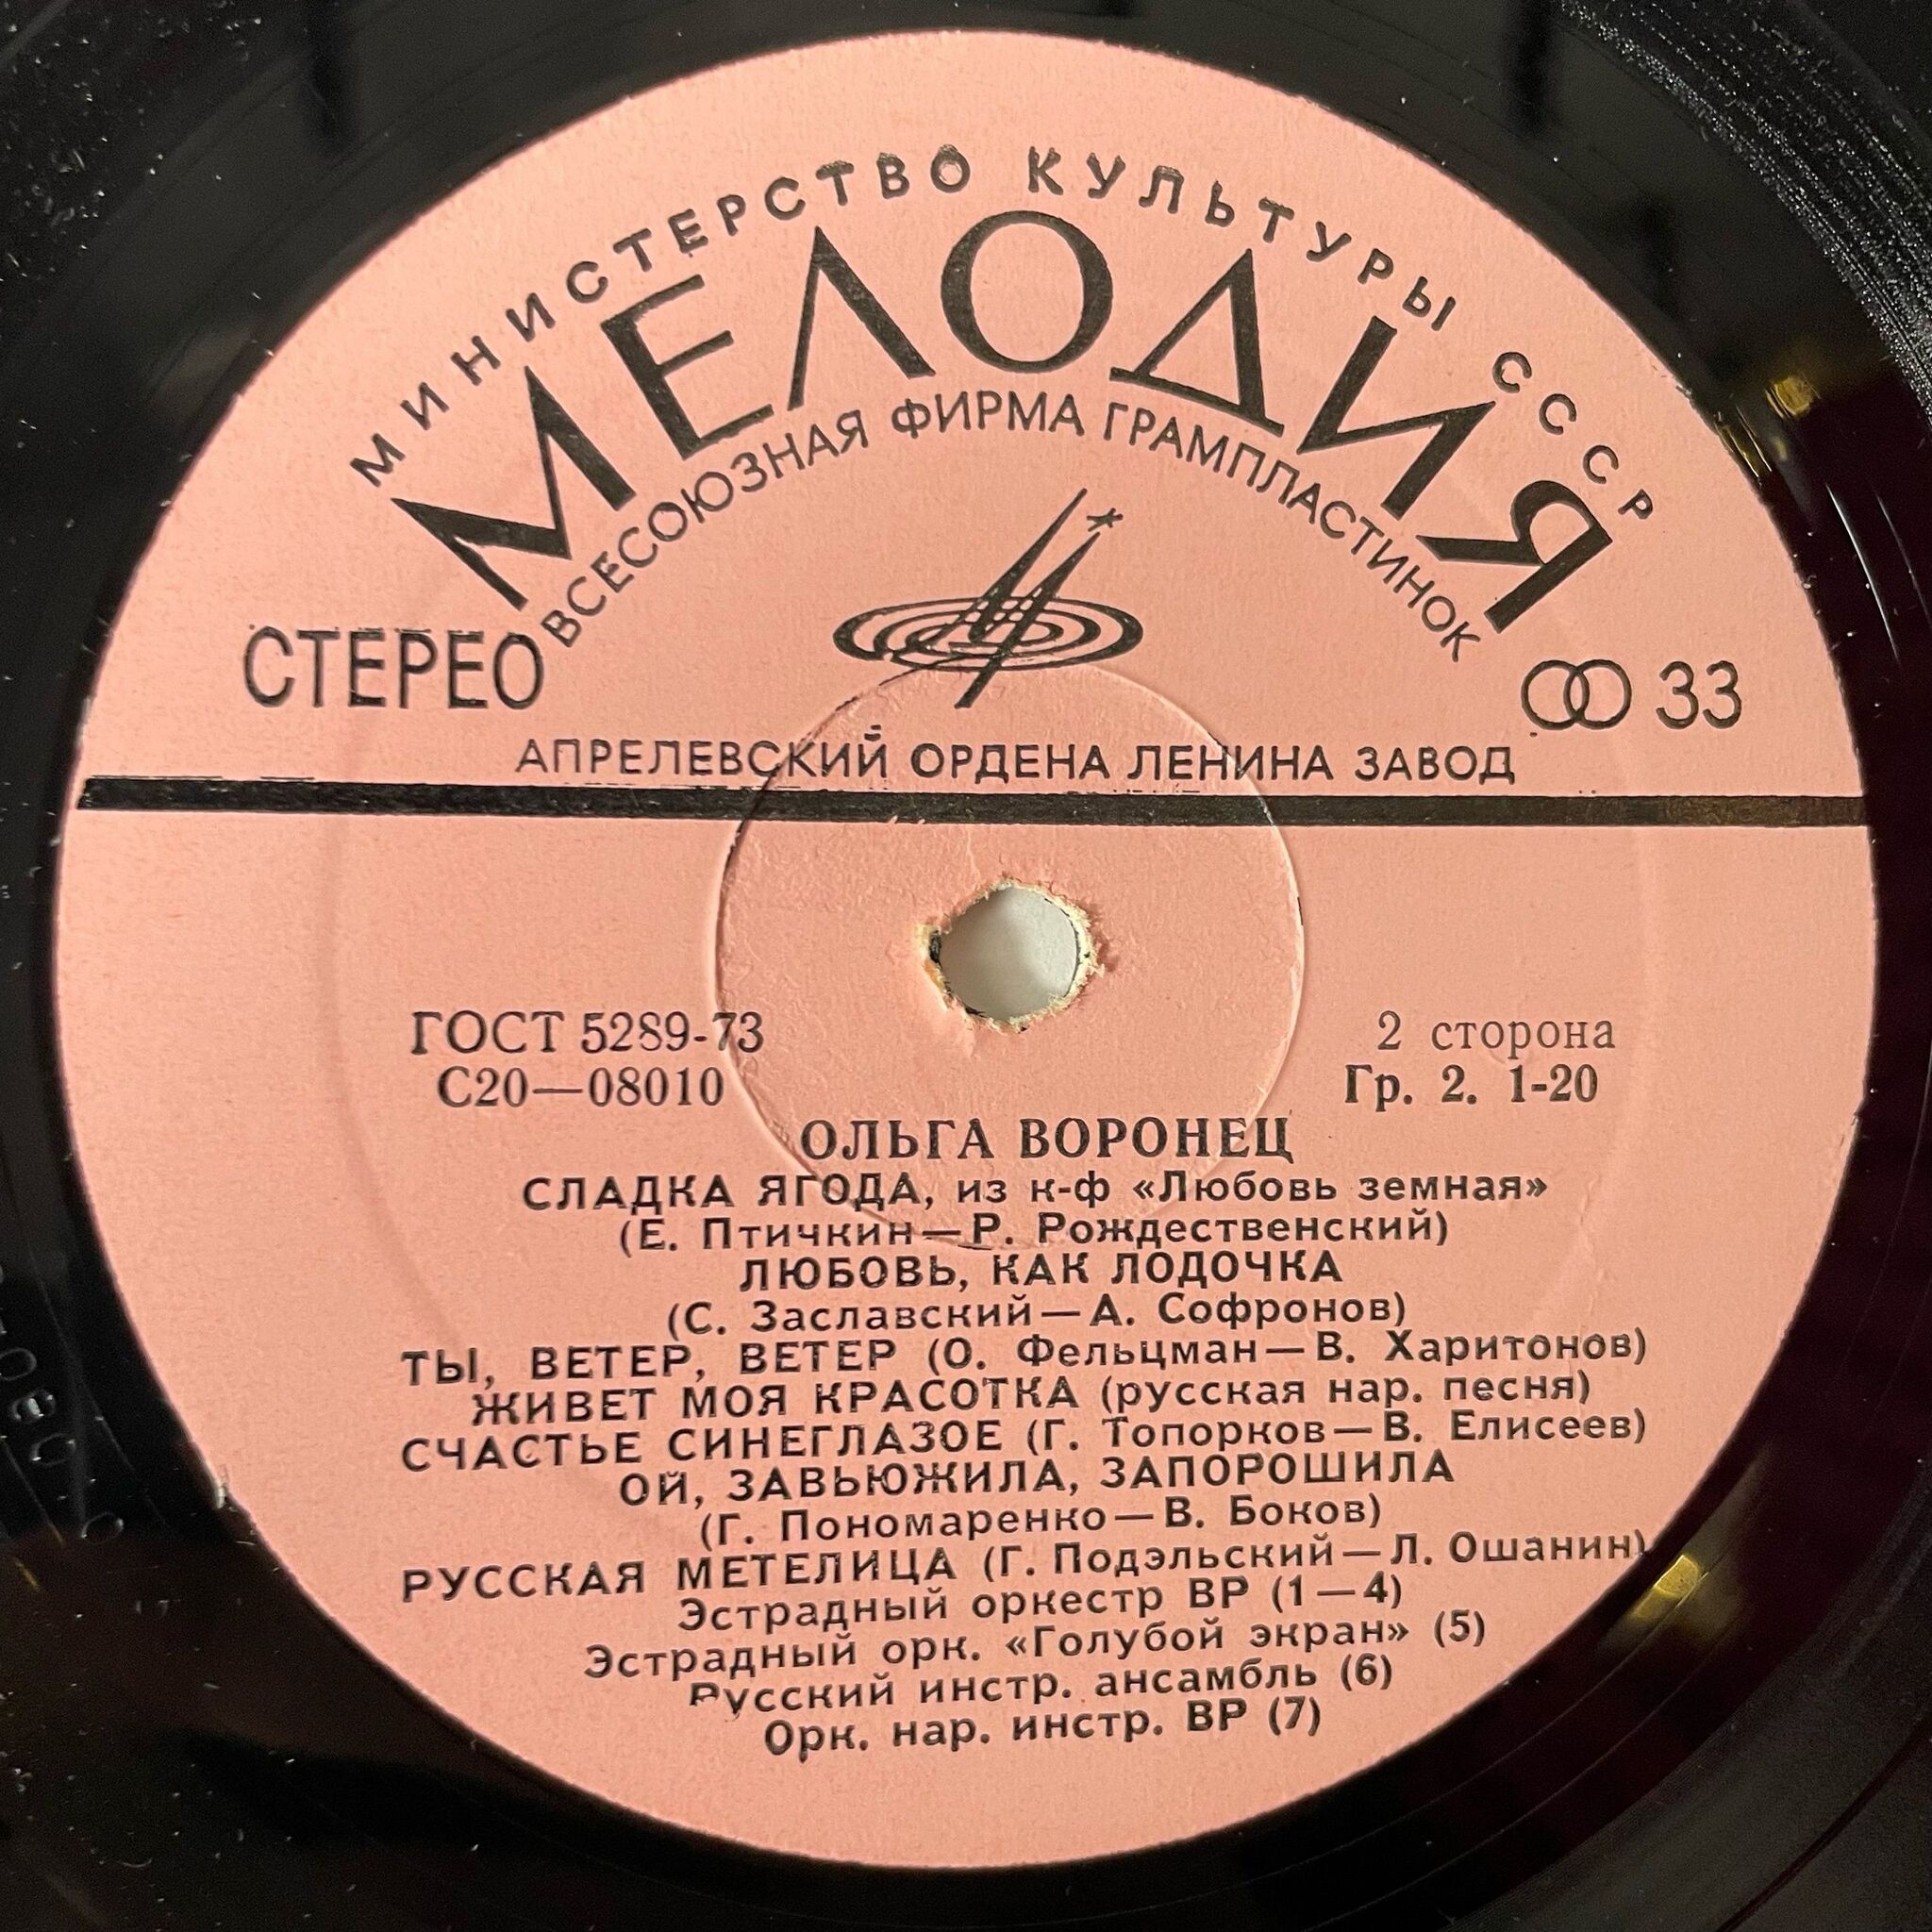 МИНИСТЕРСТВО КУЛЬТУРЫ СССР
МЕЛОДИЯ
ВСЕСОЮЗНАЯ ФИРМА ГРАМПЛАСТИНОК
СТЕРЕО
33
АПРЕЛЕВСКИЙ ОРДЕНА ЛЕНИНА ЗАВОД
ГОСТ 5289-73
2 сторона
С20—08010
Гр. 2. 1-20
ОЛЬГА ВОРОНЕЦ
СЛАДКА ЯГОДА, из к-ф «Любовь земная»
(Е. Птичкин—Р. Рождественский)
ЛЮБОВЬ, КАК ЛОДОЧКА
(С. Заславский—А. Софронов)
ТЫ, ВЕТЕР, ВЕТЕР (О. Фельцман—В. Харитонов)
ЖИВЕТ МОЯ КРАСОТКА (русская нар. песня)
СЧАСТЬЕ СИНЕГЛАЗОЕ (Г. Топорков—В. Елисеев)
ОЙ, ЗАВЬЮЖИЛА, ЗАПОРОШИЛА
(Г. Пономаренко—В. Боков)
РУССКАЯ МЕТЕЛИЦА (Г. Подэльский—Л. Ошанин)
Эстрадный оркестр ВР (1—4)
Эстрадный орк. «Голубой экран» (5)
Русский инстр. ансамбль (6)
Орк. нар. инстр. ВР (7)